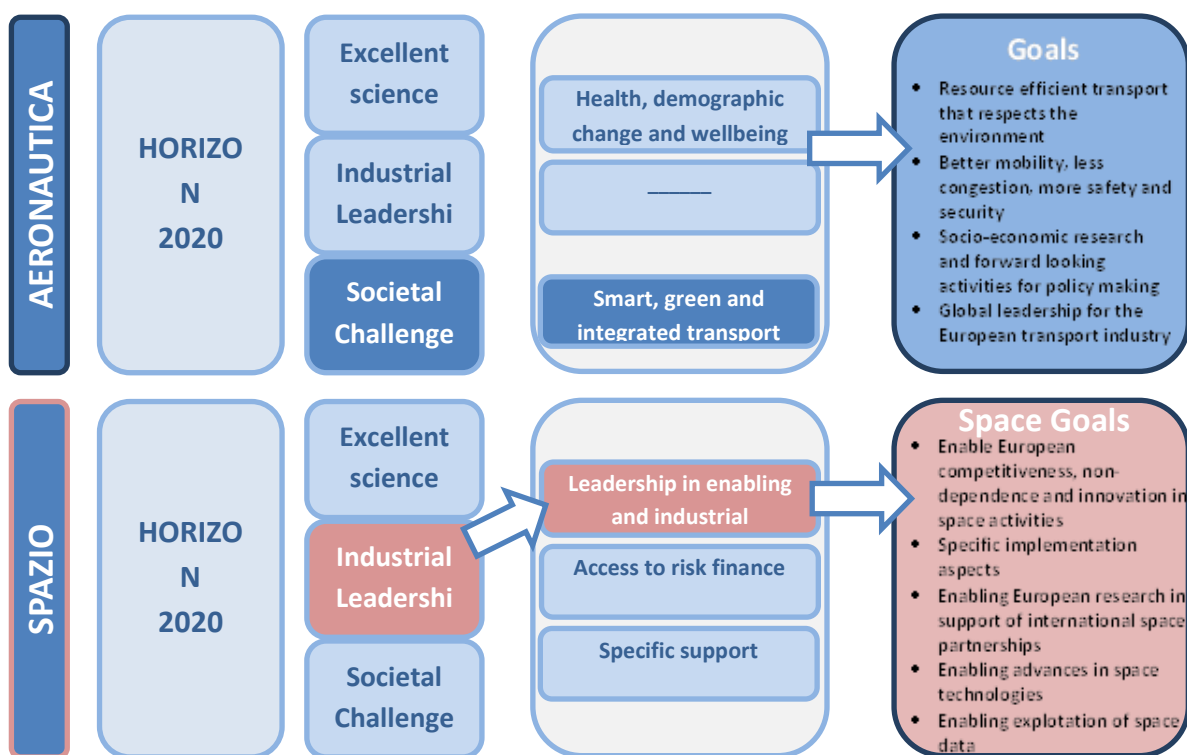 AERONAUTICA
HORIZO
N
2020
Excellent
science
Industrial
Leadershi
Societal
Challenge
Health, demographic
change and wellbeing
______
Smart, green and
integrated transport
Goals
• Resource efficient transport
that respects the
environment
• Better mobility, less
congestion, more safety and
security
• Socio-economic research
and forward looking
activities for policy making
• Global leadership for the
European transport industry
SPAZIO
HORIZO
N
2020
Excellent
science
Industrial
Leadershi
Societal
Challenge
Leadership in enabling
and industrial
Access to risk finance
Specific support
Space Goals
• Enable European
competitiveness, non-
dependence and innovation in
space activities
• Specific implementation
aspects
• Enabling European research in
support of international space
partnerships
• Enabling advances in space
technologies
• Enabling explotation of space
data